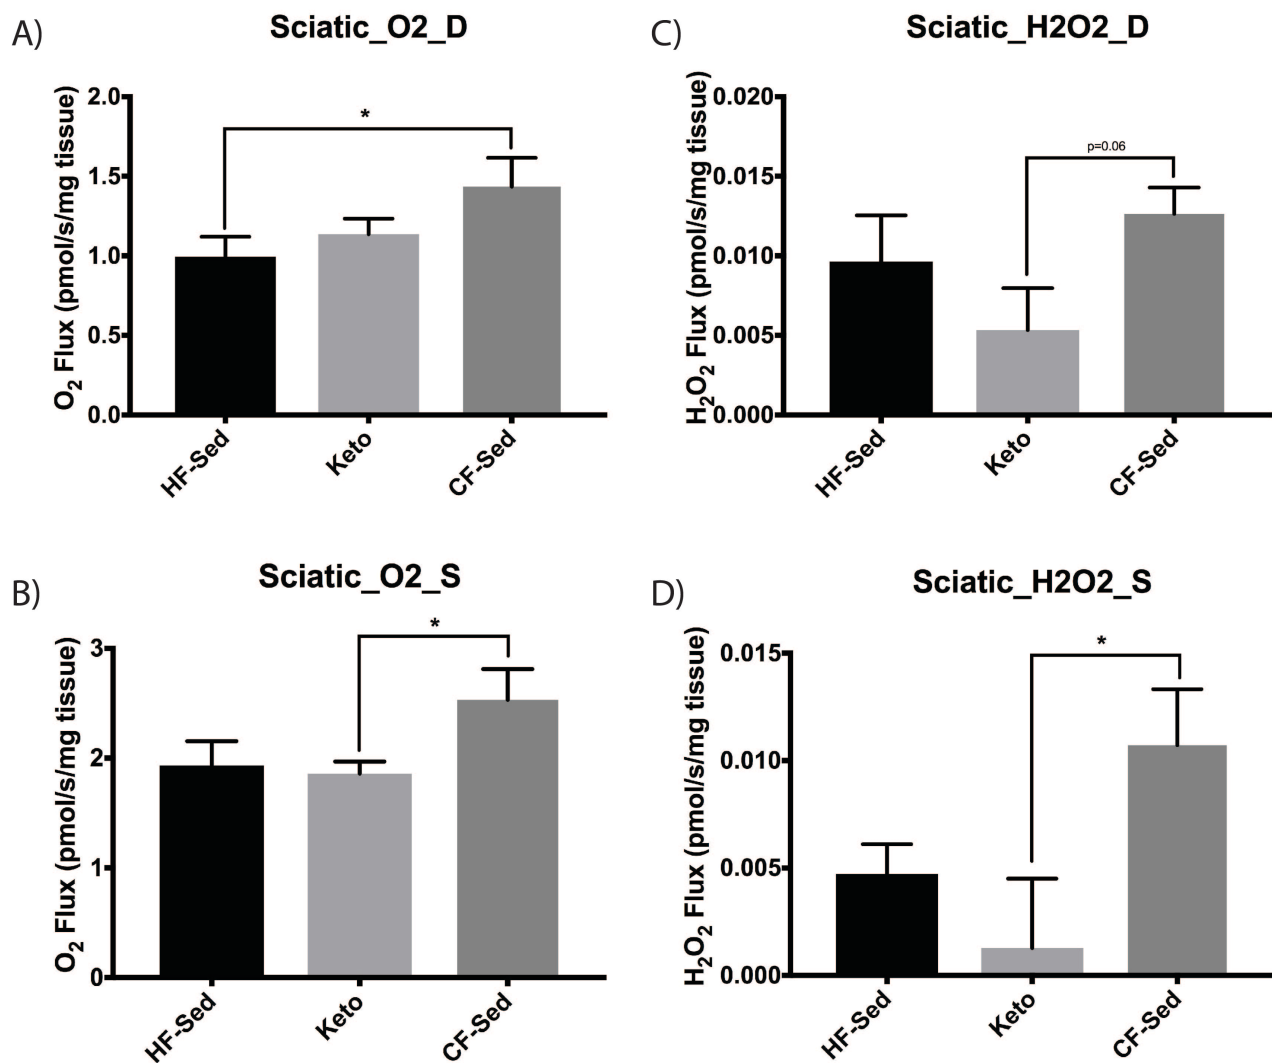 A)
Sciatic_O2_D
O₂ Flux (pmol/s/mg tissue)
2.0
1.5
1.0
0.5
0.0
*
HF-Sed
Keto
CF-Sed
C)
Sciatic_H2O2_D
H₂O₂ Flux (pmol/s/mg tissue)
0.020
0.015
0.010
0.005
0.000
p=0.06
HF-Sed
Keto
CF-Sed
B)
Sciatic_O2_S
O₂ Flux (pmol/s/mg tissue)
3
2
1
0
*
HF-Sed
Keto
CF-Sed
D)
Sciatic_H2O2_S
H₂O₂ Flux (pmol/s/mg tissue)
0.015
0.010
0.005
0.000
*
HF-Sed
Keto
CF-Sed